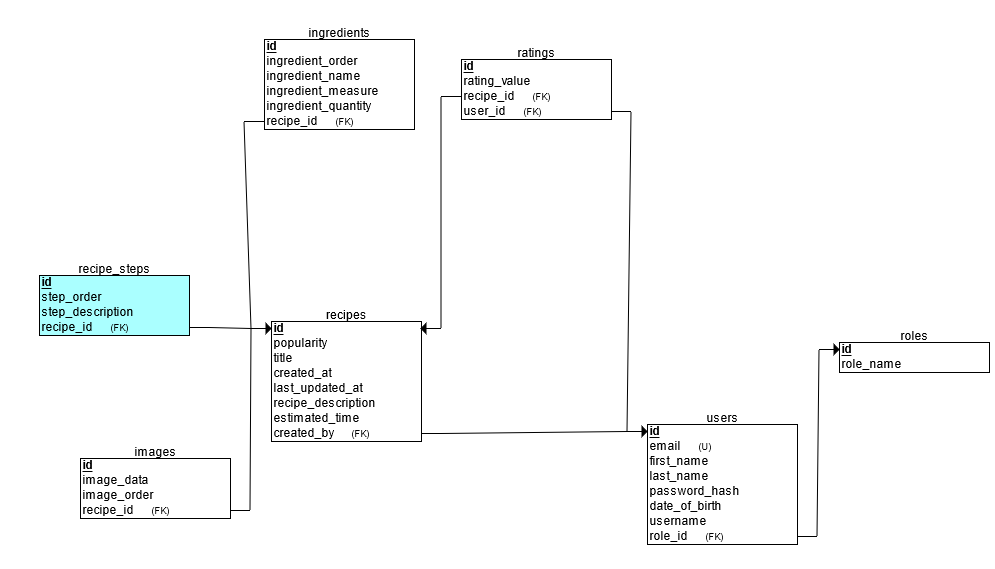 ingredients
id
ingredient_order
ingredient_name
ingredient_measure
ingredient_quantity
recipe_id (FK)
ratings
id
rating_value
recipe_id (FK)
user_id (FK)
recipe_steps
id
step_order
step_description
recipe_id (FK)
recipes
id
popularity
title
created_at
last_updated_at
recipe_description
estimated_time
created_by (FK)
roles
id
role_name
images
id
image_data
image_order
recipe_id (FK)
users
id
email (U)
first_name
last_name
password_hash
date_of_birth
username
role_id (FK)